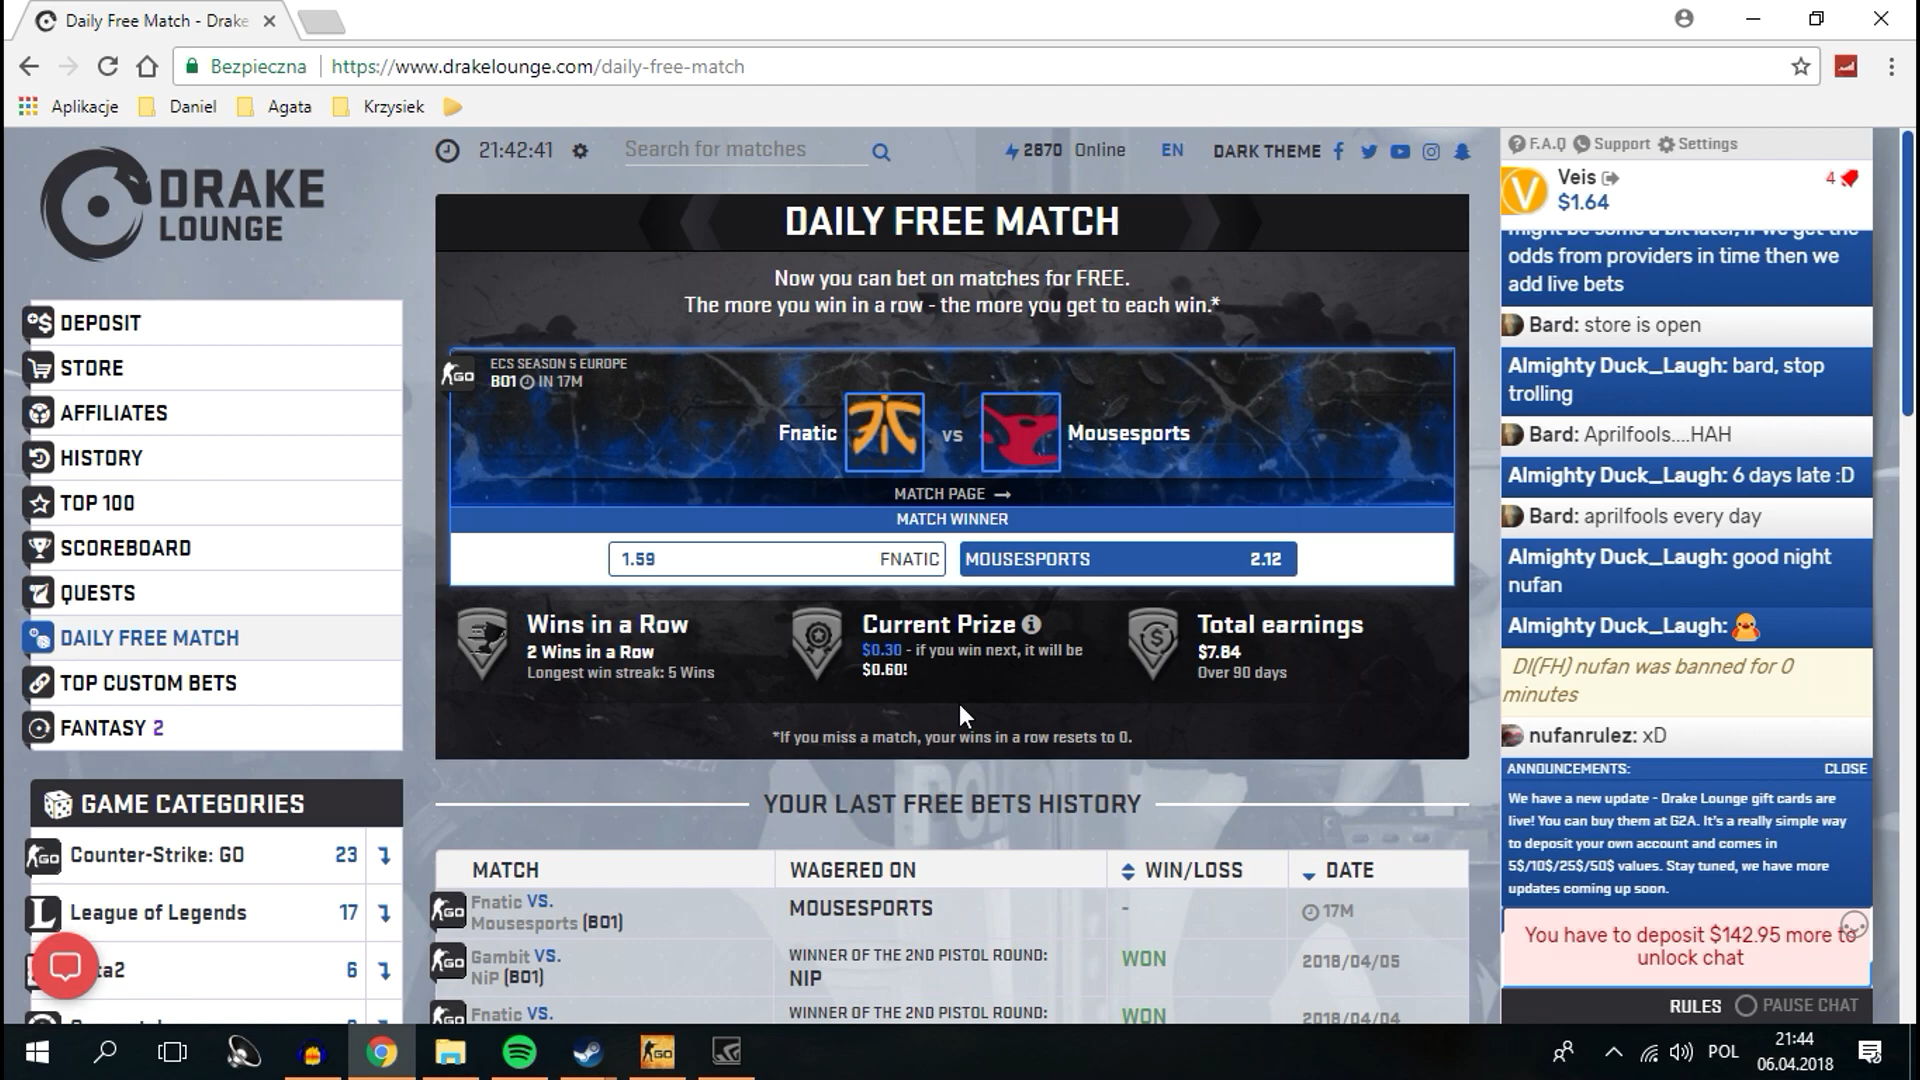 Daily Free Match - Drake
Bezpieczna
https://www.drakelounge.com/daily-free-match
Aplikacje
Daniel
Agata
Krzysiek
DRAKE
LOUNGE
DEPOSIT
STORE
AFFILIATES
HISTORY
TOP 100
SCOREBOARD
QUESTS
DAILY FREE MATCH
TOP CUSTOM BETS
FANTASY 2
GAME CATEGORIES
Counter-Strike: GO 23
League of Legends 17
ta2 6
21:42:41
Search for matches
2870 Online
EN
DARK THEME
DAILY FREE MATCH
Now you can bet on matches for FREE.
The more you win in a row - the more you get to each win.*
GO
ECS SEASON 5 EUROPE
BO1 IN 17M
Fnatic VS Mousesports
MATCH PAGE →
MATCH WINNER
1.59 FNATIC
MOUSESPORTS 2.12
Wins in a Row
2 Wins in a Row
Longest win streak: 5 Wins
Current Prize
$0.30 - if you win next, it will be
$0.60!
Total earnings
$7.84
Over 90 days
*If you miss a match, your wins in a row resets to 0.
YOUR LAST FREE BETS HISTORY
MATCH WAGERED ON WIN/LOSS DATE
Fnatic VS.
Mousesports (BO1)
MOUSESPORTS
-
17M
Gambit VS.
NiP (BO1)
WINNER OF THE 2ND PISTOL ROUND:
NIP
WON
2018/04/05
Fnatic VS.
WINNER OF THE 2ND PISTOL ROUND:
WON
2018/04/04
F.A.Q Support Settings
V
Veis
$1.64
4
might be some a bit later, if we get the
odds from providers in time then we
add live bets
Bard: store is open
Almighty Duck_Laugh: bard, stop
trolling
Bard: Aprilfools....HAH
Almighty Duck_Laugh: 6 days late :D
Bard: aprilfools every day
Almighty Duck_Laugh: good night
nufan
Almighty Duck_Laugh:
DI(FH) nufan was banned for 0
minutes
nufanrulez: xD
ANNOUNCEMENTS: CLOSE
We have a new update - Drake Lounge gift cards are
live! You can buy them at G2A. It's a really simple way
to deposit your own account and comes in
5$/10$/25$/50$ values. Stay tuned, we have more
updates coming up soon.
You have to deposit $142.95 more to
unlock chat
RULES PAUSE CHAT
POL
21:44
06.04.2018